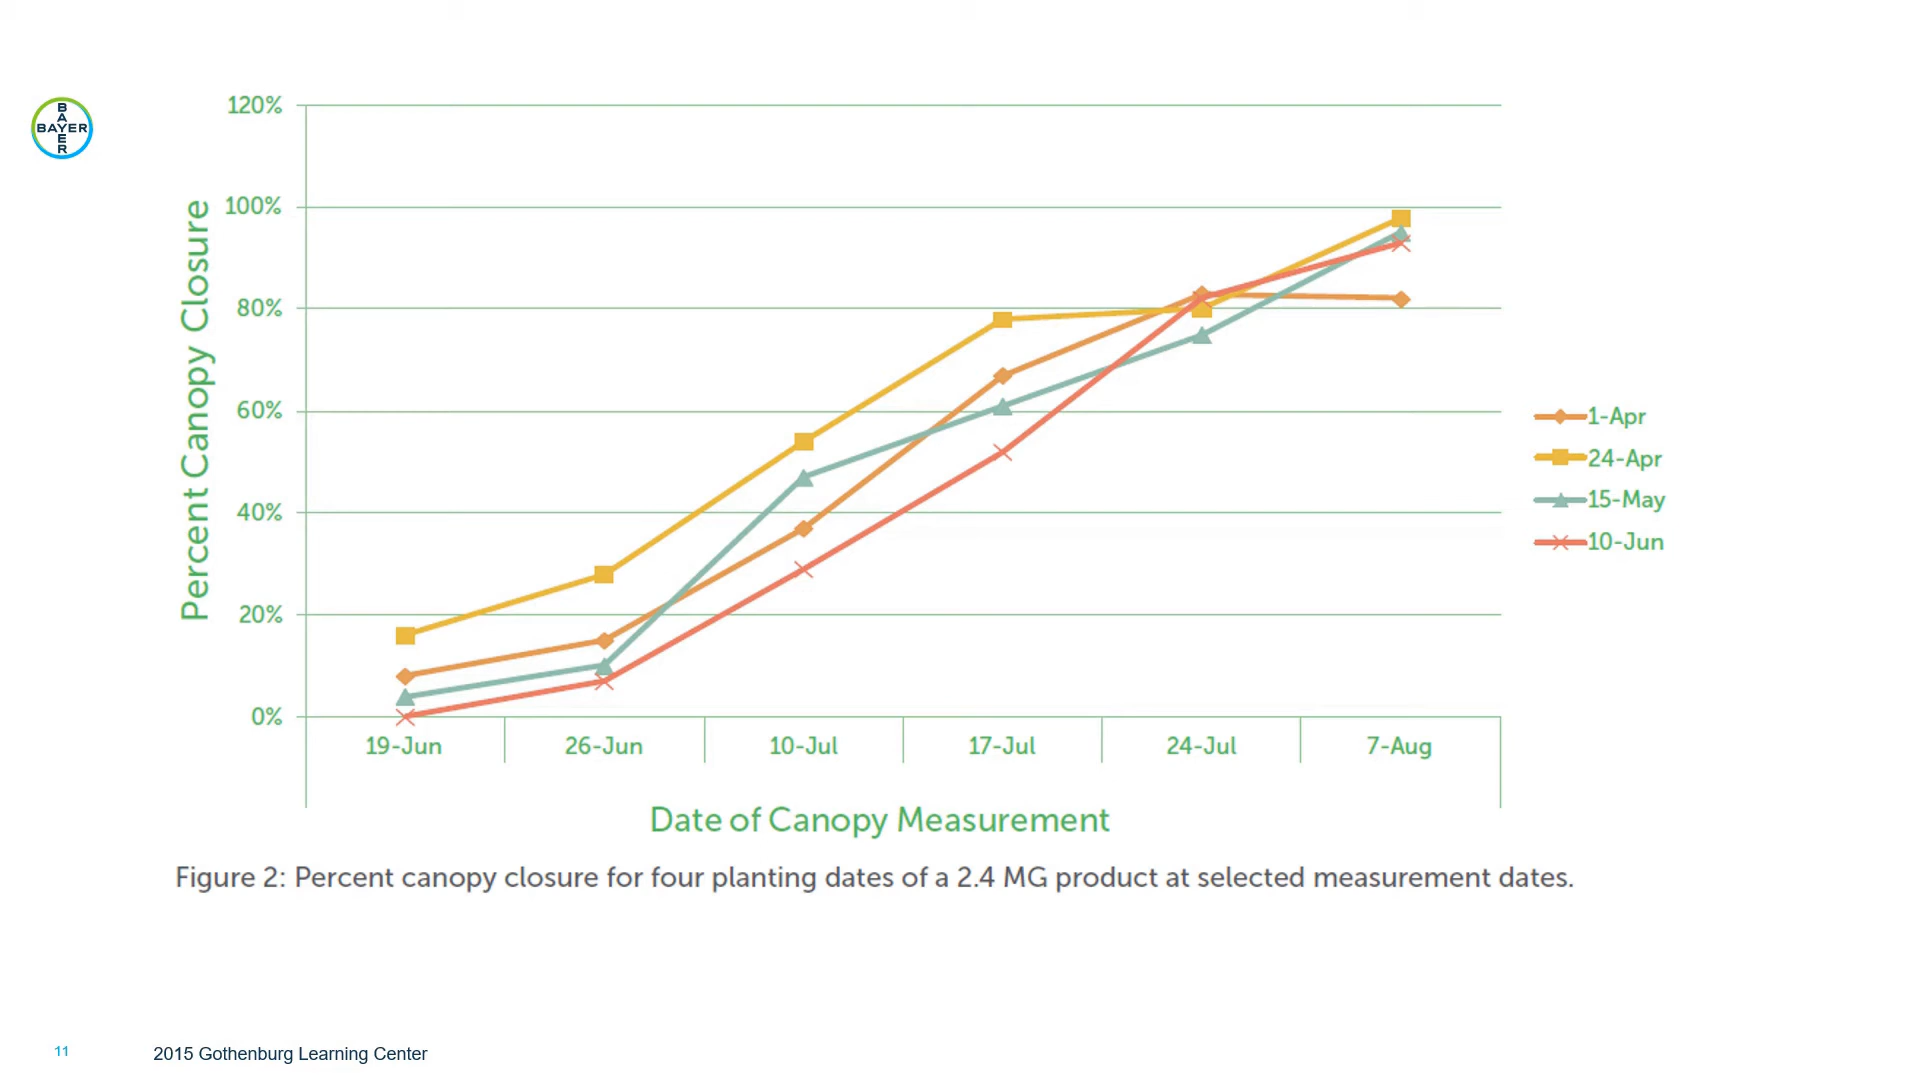 BAYER
BAYER
120%
100%
80%
60%
40%
20%
0%
Percent Canopy Closure
19-Jun 26-Jun 10-Jul 17-Jul 24-Jul 7-Aug
Date of Canopy Measurement
1-Apr
24-Apr
15-May
10-Jun
Figure 2: Percent canopy closure for four planting dates of a 2.4 MG product at selected measurement dates.
11 2015 Gothenburg Learning Center